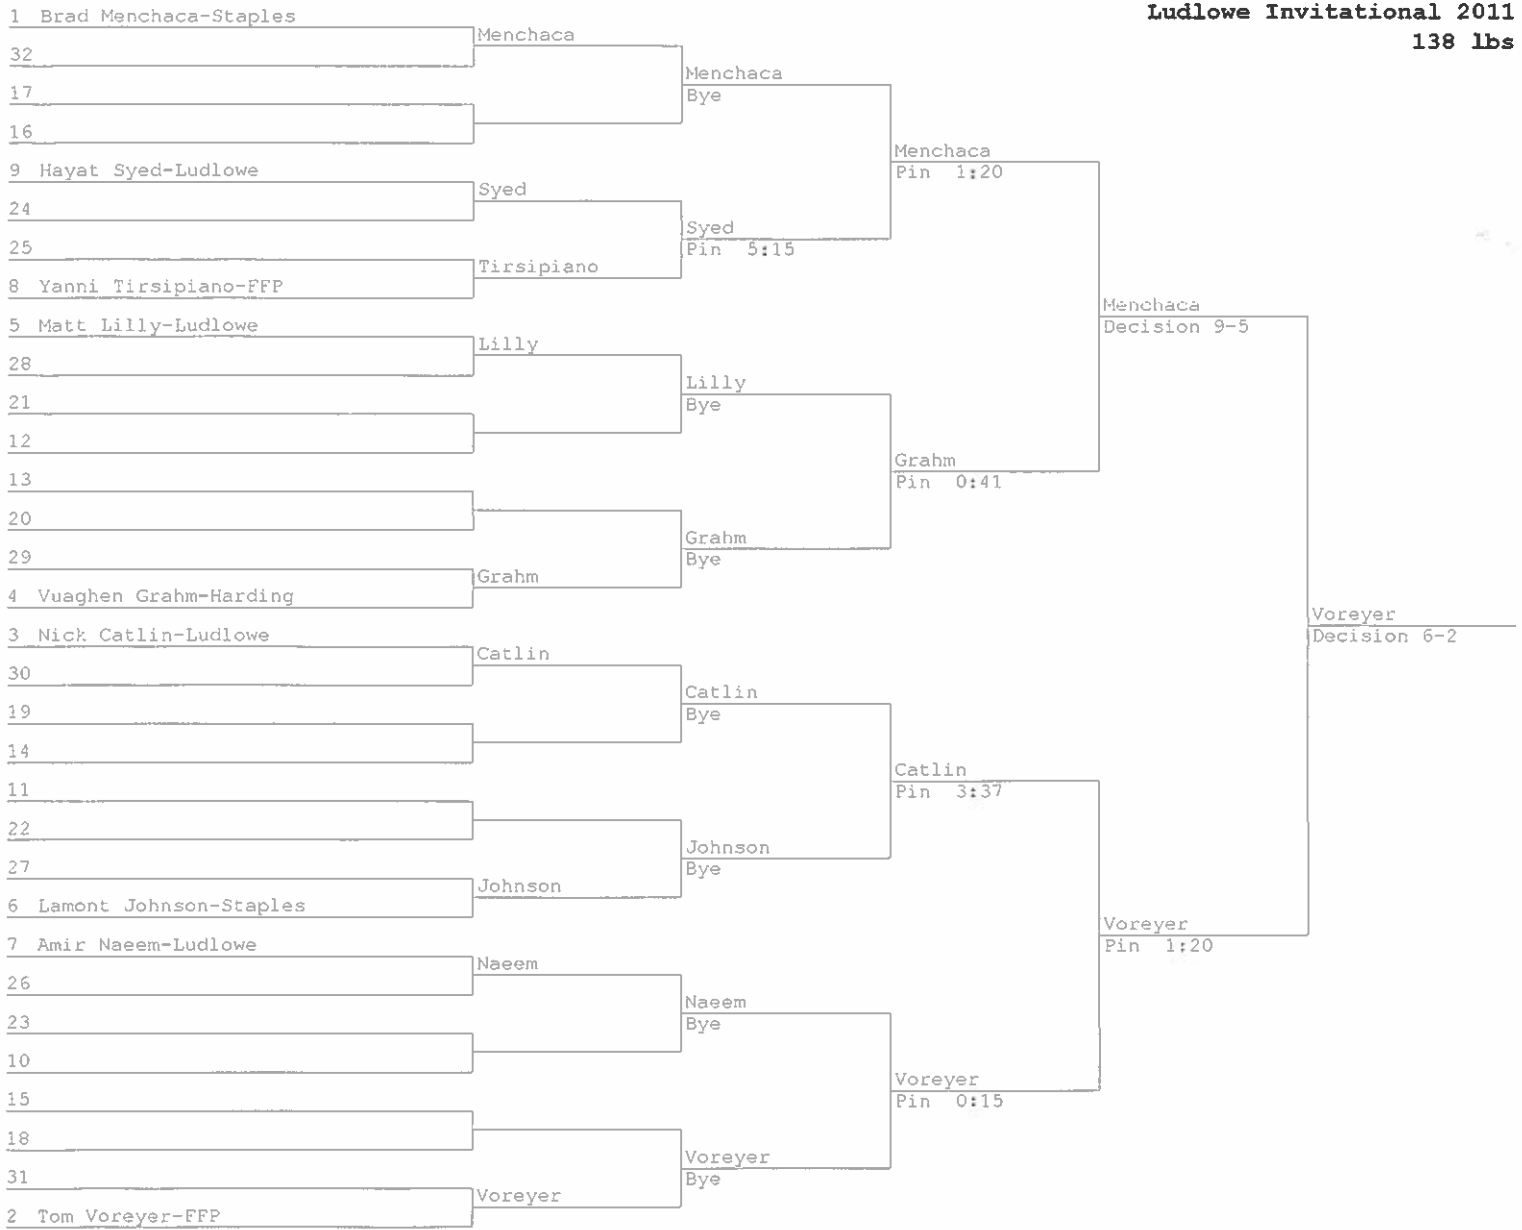 Ludlowe Invitational 2011
138 lbs
1 Brad Menchaca-Staples
Menchaca
32
Menchaca
Bye
17
16
Menchaca
Pin 1:20
9 Hayat Syed-Ludlowe
Syed
24
Syed
Pin 5:15
25
Tirsipiano
8 Yanni Tirsipiano-FFP
Menchaca
Decision 9-5
5 Matt Lilly-Ludlowe
Lilly
28
Lilly
Bye
21
12
Grahm
Pin 0:41
13
20
Grahm
Bye
29
Grahm
4 Vuaghen Grahm-Harding
Voreyer
Decision 6-2
3 Nick Catlin-Ludlowe
Catlin
30
Catlin
Bye
19
14
Catlin
Pin 3:37
11
22
Johnson
Bye
27
Johnson
6 Lamont Johnson-Staples
Voreyer
Pin 1:20
7 Amir Naeem-Ludlowe
Naeem
26
Naeem
Bye
23
10
Voreyer
Pin 0:15
15
18
Voreyer
Bye
31
Voreyer
2 Tom Voreyer-FFP